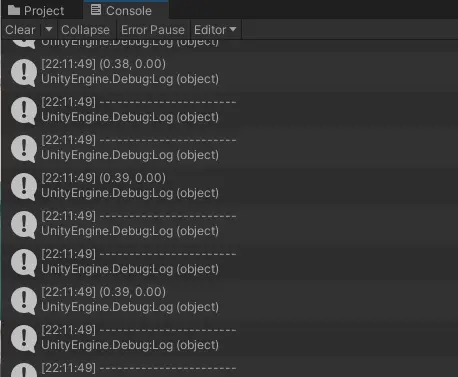 Project Console
Clear Collapse Error Pause Editor
UnityEngine.Debug:Log (object)
[22:11:49] (0.38, 0.00)
UnityEngine.Debug:Log (object)
[22:11:49] -----------------------
UnityEngine.Debug:Log (object)
[22:11:49] -----------------------
UnityEngine.Debug:Log (object)
[22:11:49] (0.39, 0.00)
UnityEngine.Debug:Log (object)
[22:11:49] -----------------------
UnityEngine.Debug:Log (object)
[22:11:49] -----------------------
UnityEngine.Debug:Log (object)
[22:11:49] (0.39, 0.00)
UnityEngine.Debug:Log (object)
[22:11:49] -----------------------
UnityEngine.Debug:Log (object)
[22:11:49] -----------------------